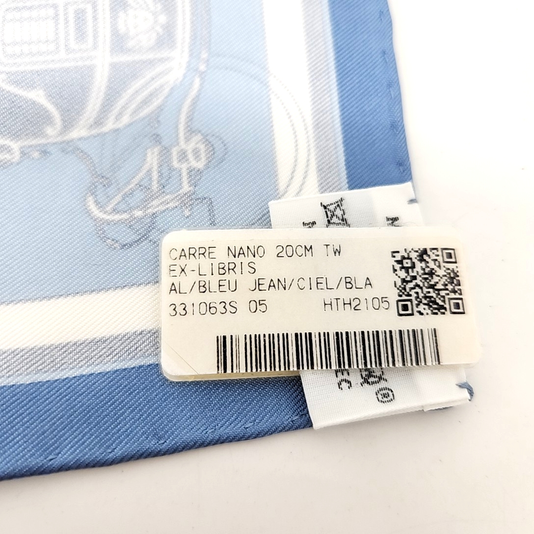 CARRE NANO 20CM TW
EX-LIBRIS
AL/BLEU JEAN/CIEL/BLA
331063S 05 HTH2105